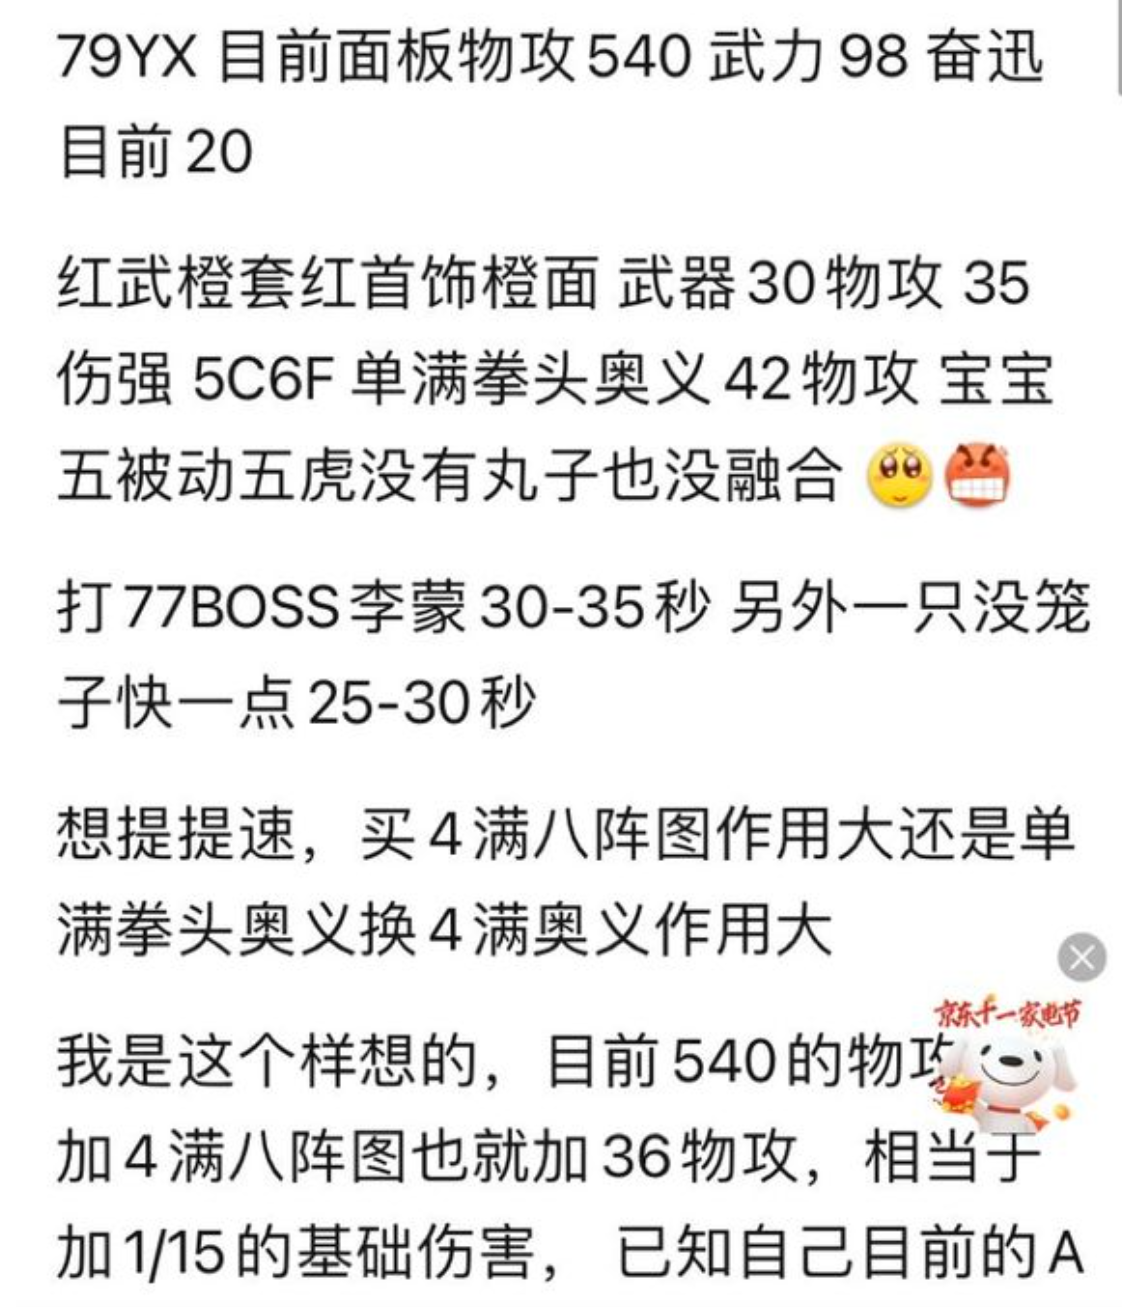 79YX 目前面板物攻540 武力98 奋迅
目前20
红武橙套红首饰橙面 武器30物攻 35
伤强 5C6F 单满拳头奥义42物攻 宝宝
五被动五虎没有丸子也没融合
打77BOSS李蒙30-35秒 另外一只没笼
子快一点25-30秒
想提提速，买4满八阵图作用大还是单
满拳头奥义换4满奥义作用大
京东十一家电节
我是这个样想的，目前540的物攻
加4满八阵图也就加36物攻，相当于
加1/15的基础伤害， 已知自己目前的A